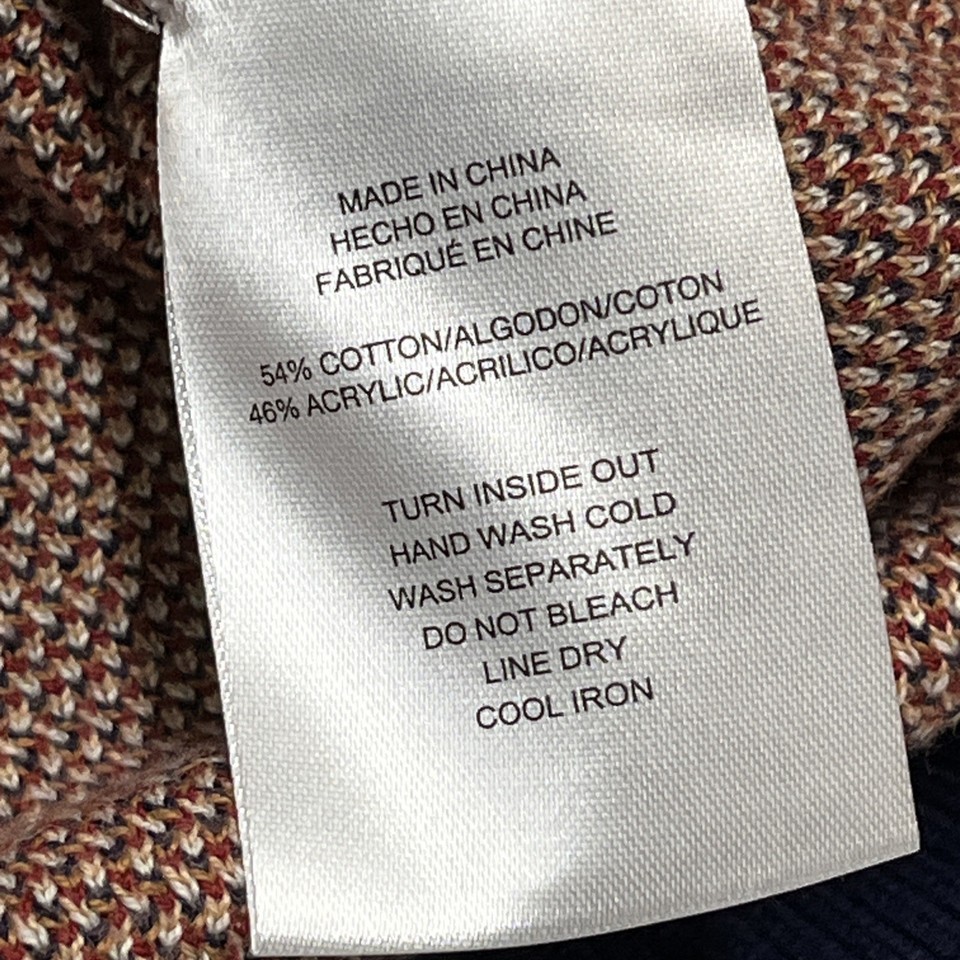 MADE IN CHINA
HECHO EN CHINA
FABRIQUÉ EN CHINE
54% COTTON/ALGODON/COTON
46% ACRYLIC/ACRILICO/ACRYLIQUE
TURN INSIDE OUT
HAND WASH COLD
WASH SEPARATELY
DO NOT BLEACH
LINE DRY
COOL IRON